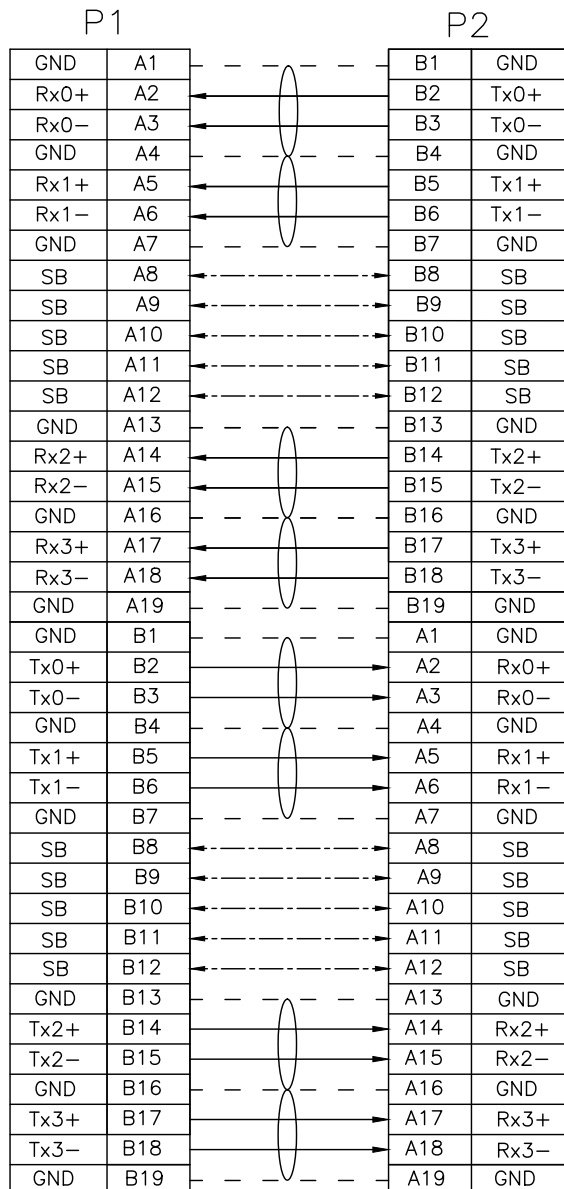 P1 P2
GND A1 B1 GND
Rx0+ A2 B2 Tx0+
Rx0- A3 B3 Tx0-
GND A4 B4 GND
Rx1+ A5 B5 Tx1+
Rx1- A6 B6 Tx1-
GND A7 B7 GND
SB A8 B8 SB
SB A9 B9 SB
SB A10 B10 SB
SB A11 B11 SB
SB A12 B12 SB
GND A13 B13 GND
Rx2+ A14 B14 Tx2+
Rx2- A15 B15 Tx2-
GND A16 B16 GND
Rx3+ A17 B17 Tx3+
Rx3- A18 B18 Tx3-
GND A19 B19 GND
GND B1 A1 GND
Tx0+ B2 A2 Rx0+
Tx0- B3 A3 Rx0-
GND B4 A4 GND
Tx1+ B5 A5 Rx1+
Tx1- B6 A6 Rx1-
GND B7 A7 GND
SB B8 A8 SB
SB B9 A9 SB
SB B10 A10 SB
SB B11 A11 SB
SB B12 A12 SB
GND B13 A13 GND
Tx2+ B14 A14 Rx2+
Tx2- B15 A15 Rx2-
GND B16 A16 GND
Tx3+ B17 A17 Rx3+
Tx3- B18 A18 Rx3-
GND B19 A19 GND